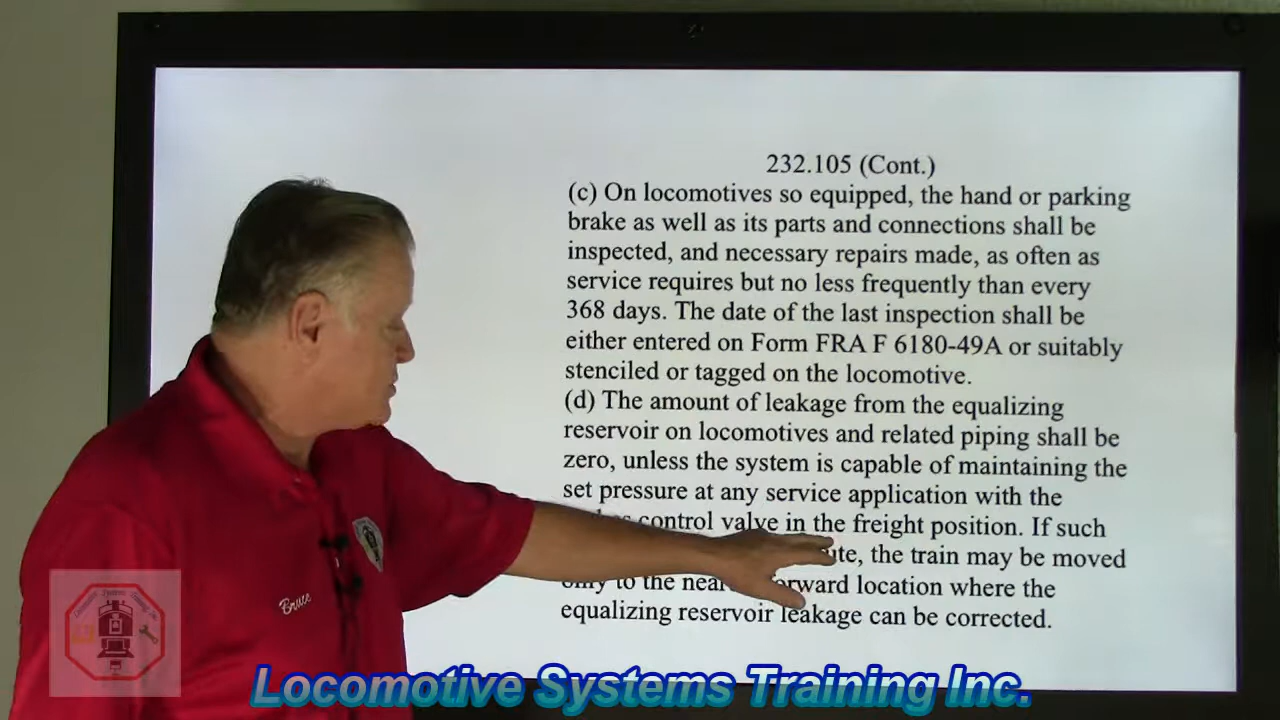 232.105 (Cont.)
(c) On locomotives so equipped, the hand or parking
brake as well as its parts and connections shall be
inspected, and necessary repairs made, as often as
service requires but no less frequently than every
368 days. The date of the last inspection shall be
either entered on Form FRA F 6180-49A or suitably
stenciled or tagged on the locomotive.
(d) The amount of leakage from the equalizing
reservoir on locomotives and related piping shall be
zero, unless the system is capable of maintaining the
set pressure at any service application with the
control valve in the freight position. If such
the train may be moved
only to the location where the
equalizing reservoir leakage can be corrected.
Bruce
Locomotive Systems Training Inc.